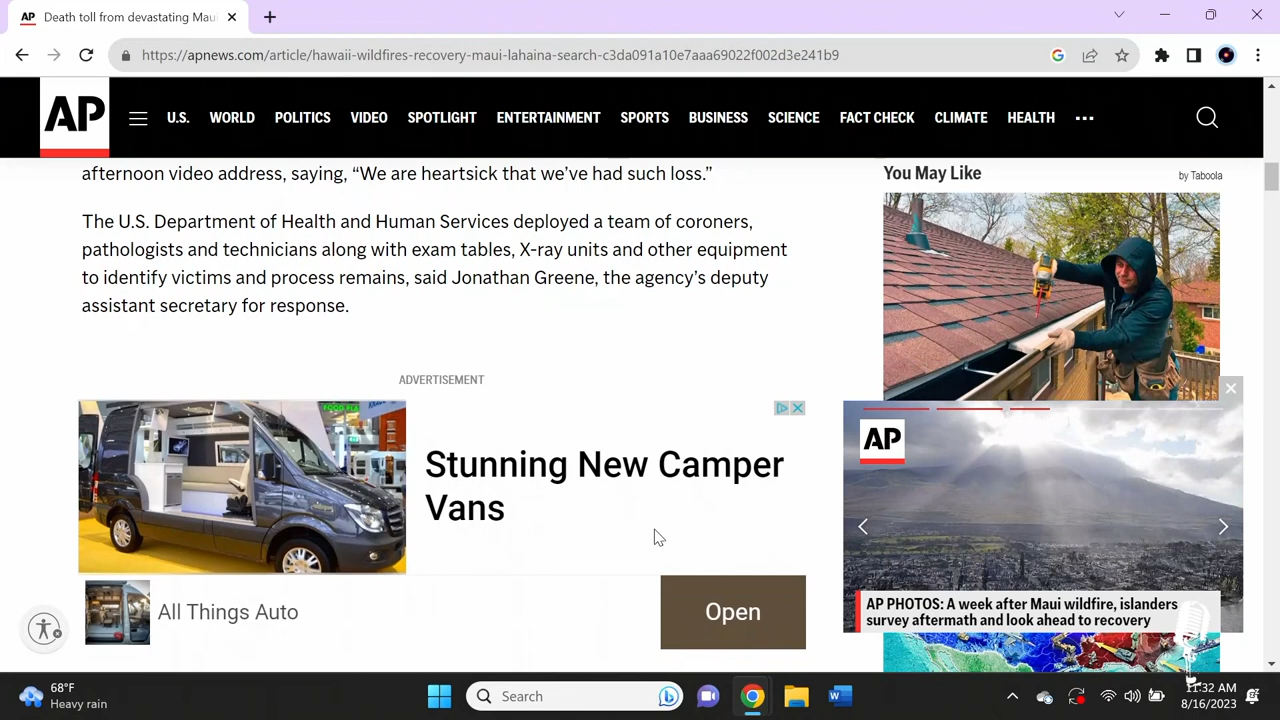 AP Death toll from devastating Maui
https://apnews.com/article/hawaii-wildfires-recovery-maui-lahaina-search-c3da091a10e7aaa69022f002d3e241b9
AP
U.S. WORLD POLITICS VIDEO SPOTLIGHT ENTERTAINMENT SPORTS BUSINESS SCIENCE FACT CHECK CLIMATE HEALTH
afternoon video address, saying, “We are heartsick that we’ve had such loss.”
The U.S. Department of Health and Human Services deployed a team of coroners,
pathologists and technicians along with exam tables, X-ray units and other equipment
to identify victims and process remains, said Jonathan Greene, the agency’s deputy
assistant secretary for response.
ADVERTISEMENT
Stunning New Camper
Vans
All Things Auto
Open
You May Like
by Taboola
AP
AP PHOTOS: A week after Maui wildfire, islanders
survey aftermath and look ahead to recovery
68°F
Heavy rain
Search
11:32 AM
8/16/2023